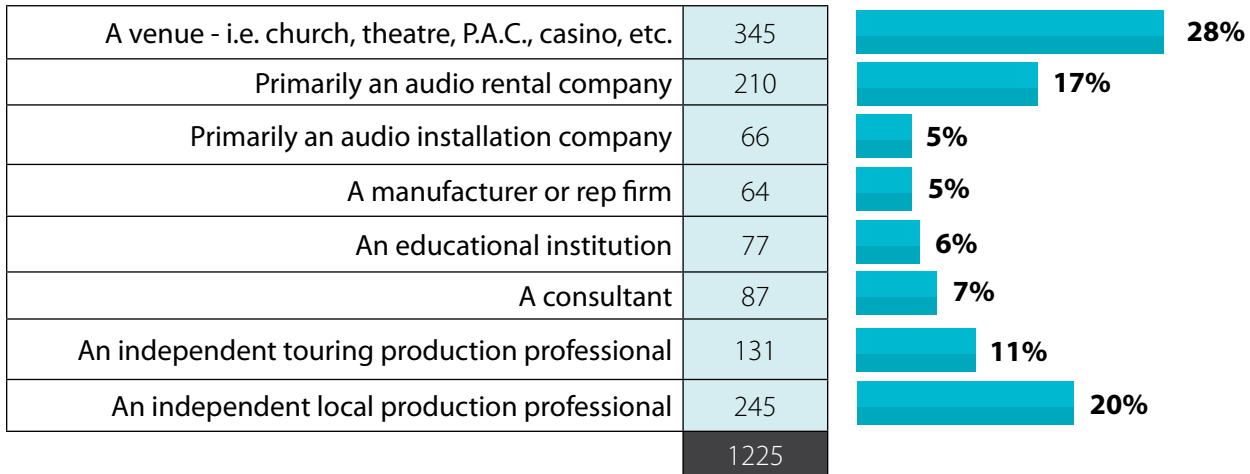 A venue - i.e. church, theatre, P.A.C., casino, etc. 345 28%
Primarily an audio rental company 210 17%
Primarily an audio installation company 66 5%
A manufacturer or rep firm 64 5%
An educational institution 77 6%
A consultant 87 7%
An independent touring production professional 131 11%
An independent local production professional 245 20%
1225